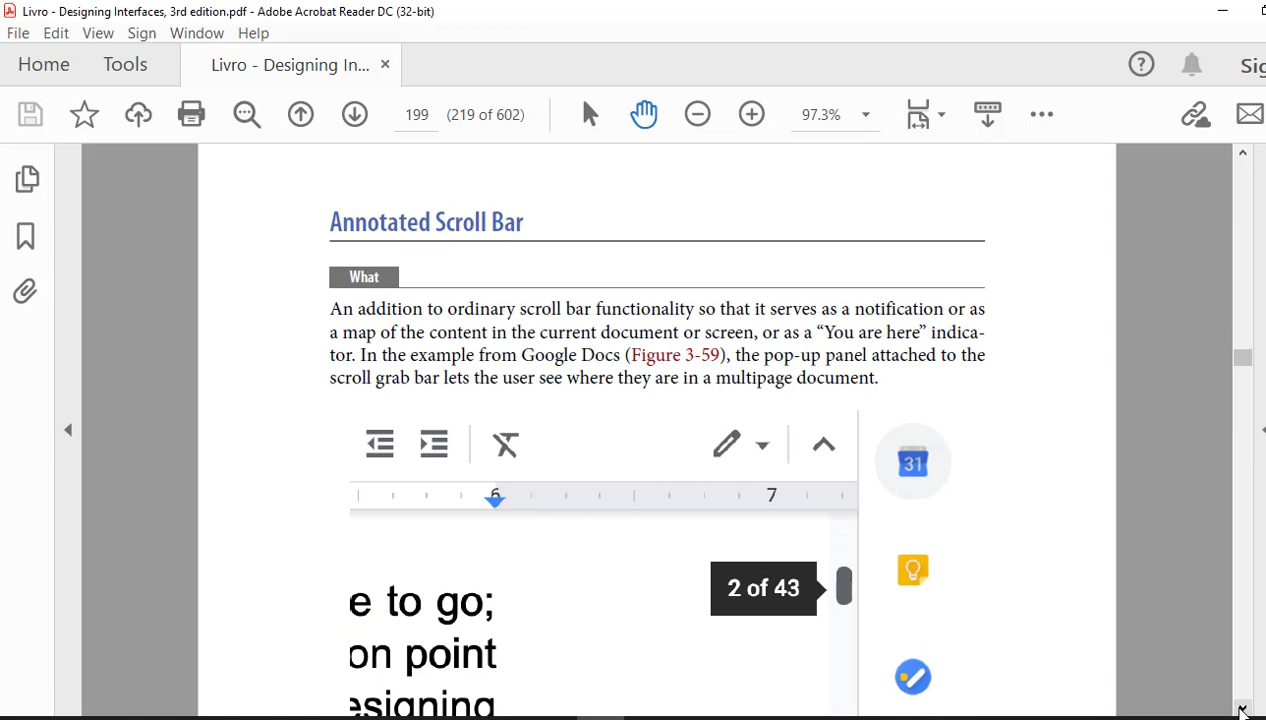 Livro - Designing Interfaces, 3rd edition.pdf - Adobe Acrobat Reader DC (32-bit)
File Edit View Sign Window Help
Home Tools Livro - Designing In... × Sig
199 (219 of 602) 97.3%
Annotated Scroll Bar
What
An addition to ordinary scroll bar functionality so that it serves as a notification or as
a map of the content in the current document or screen, or as a “You are here” indica-
tor. In the example from Google Docs (Figure 3-59), the pop-up panel attached to the
scroll grab bar lets the user see where they are in a multipage document.
31
6 7
2 of 43
e to go;
on point
esigning